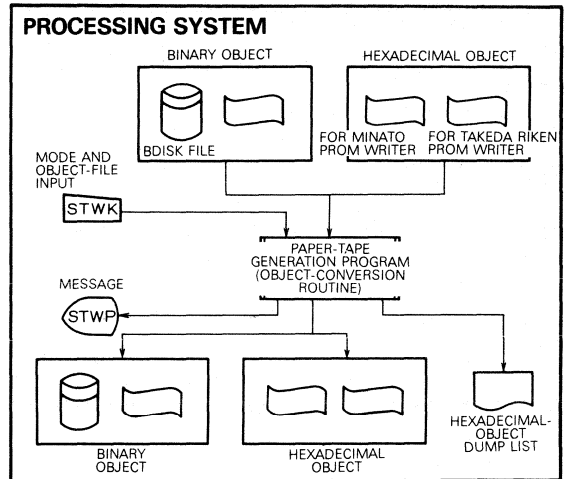 PROCESSING SYSTEM
BINARY OBJECT
HEXADECIMAL OBJECT
BDISK FILE
FOR MINATO
PROM WRITER
FOR TAKEDA RIKEN
PROM WRITER
MODE AND
OBJECT-FILE
INPUT
STWK
PAPER-TAPE
GENERATION PROGRAM
(OBJECT-CONVERSION
ROUTINE)
MESSAGE
STWP
BINARY
OBJECT
HEXADECIMAL
OBJECT
HEXADECIMAL-
OBJECT
DUMP LIST